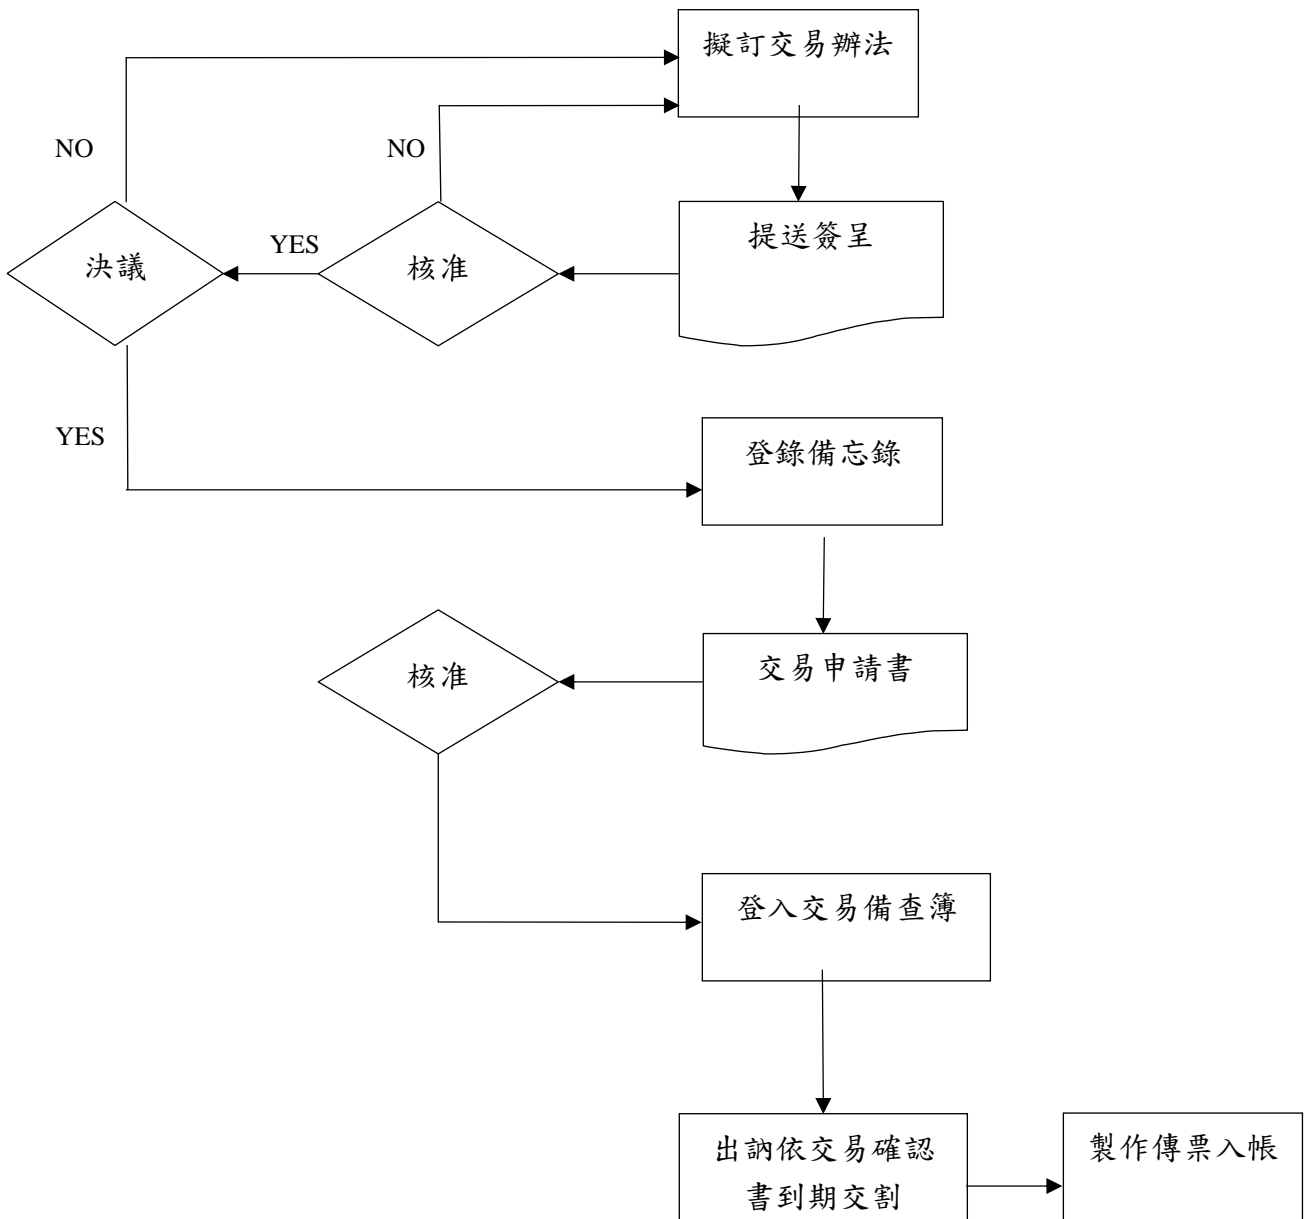 擬訂交易辦法
NO
NO
提送簽呈
YES
決議
核准
YES
登錄備忘錄
交易申請書
核准
登入交易備查簿
出訥依交易確認
書到期交割
製作傳票入帳